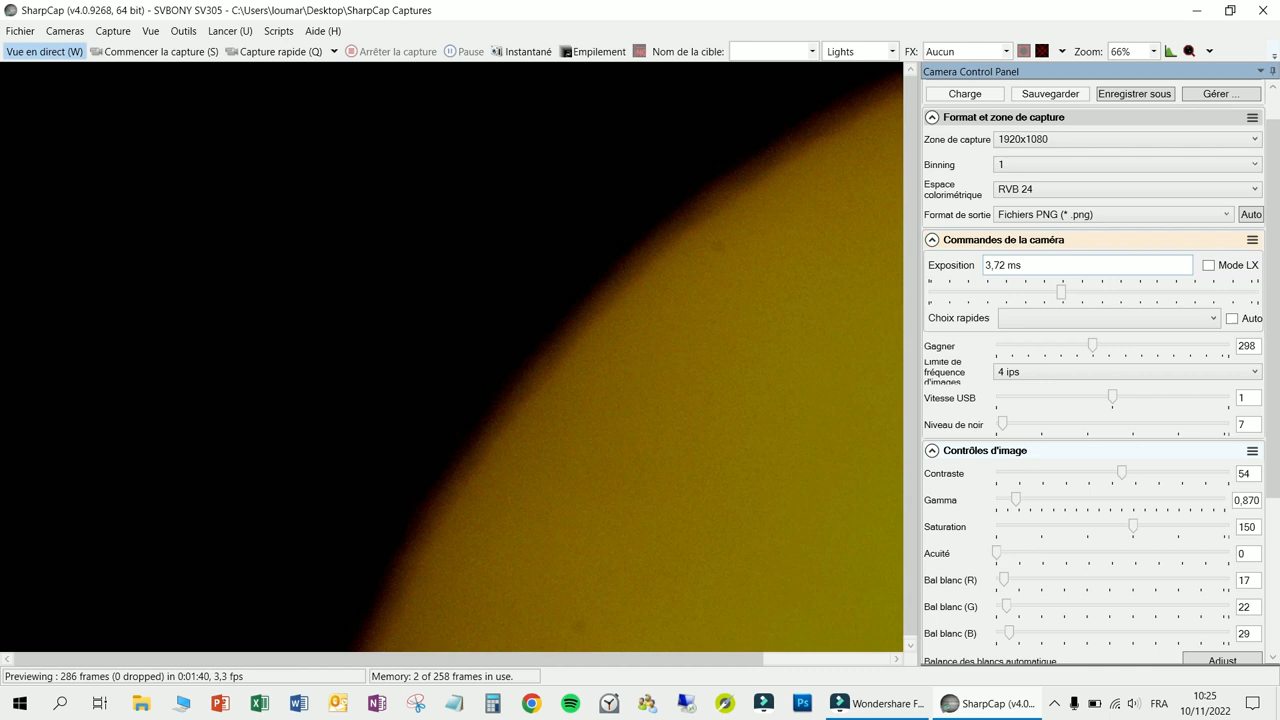 SharpCap (v4.0.9268, 64 bit) - SVBONY SV305 - C:\Users\loumar\Desktop\SharpCap Captures
Fichier Cameras Capture Vue Outils Lancer (U) Scripts Aide (H)
Vue en direct (W) Commencer la capture (S) Capture rapide (Q) Arrêter la capture Pause Instantané Empilement Nom de la cible: Lights FX: Aucun Zoom: 66%
Camera Control Panel
Charge Sauvegarder Enregistrer sous Gérer ...
Format et zone de capture
Zone de capture 1920x1080
Binning 1
Espace colorimétrique RVB 24
Format de sortie Fichiers PNG (* .png) Auto
Commandes de la caméra
Exposition 3,72 ms Mode LX
Choix rapides Auto
Gagner 298
Limite de fréquence d'images 4 ips
Vitesse USB 1
Niveau de noir 7
Contrôles d'image
Contraste 54
Gamma 0,870
Saturation 150
Acuité 0
Bal blanc (R) 17
Bal blanc (G) 22
Bal blanc (B) 29
Balance des blancs automatique Adjust
Previewing : 286 frames (0 dropped) in 0:01:40, 3,3 fps Memory: 2 of 258 frames in use.
Wondershare F... SharpCap (v4.0... FRA 10:25
10/11/2022